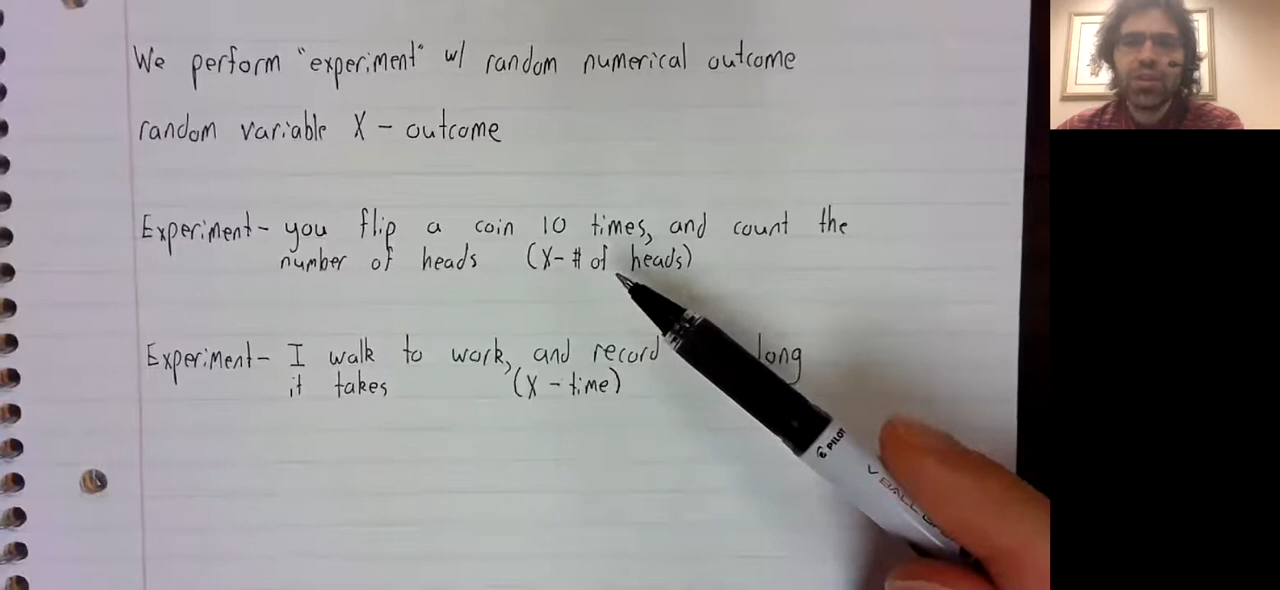 We perform "experiment" w/ random numerical outcome
random variable X - outcome
Experiment- you flip a coin 10 times, and count the
number of heads (X- # of heads)
Experiment- I walk to work, and record long
it takes (X - time)
PILOT